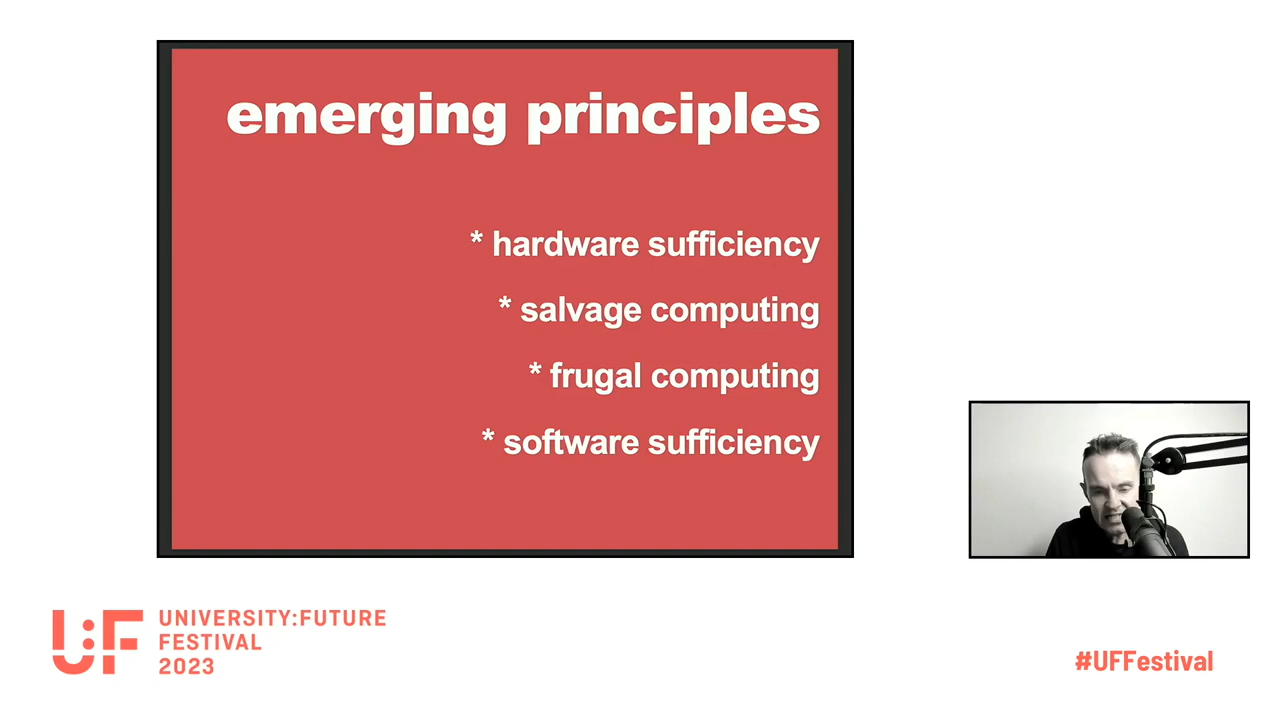 emerging principles
* hardware sufficiency
* salvage computing
* frugal computing
* software sufficiency
U:F
UNIVERSITY:FUTURE
FESTIVAL
2023
#UFFestival